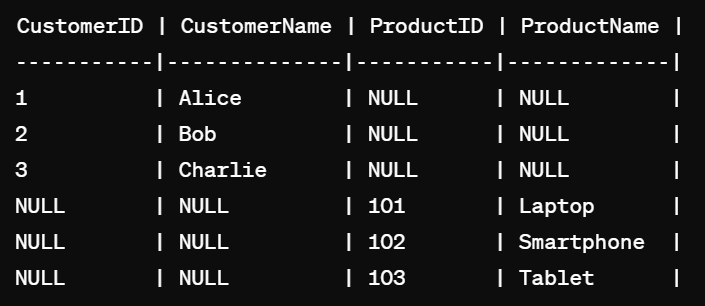 CustomerID | CustomerName | ProductID | ProductName |
-----------|--------------|-----------|-------------|
1          | Alice        | NULL      | NULL        |
2          | Bob          | NULL      | NULL        |
3          | Charlie      | NULL      | NULL        |
NULL       | NULL         | 101       | Laptop      |
NULL       | NULL         | 102       | Smartphone  |
NULL       | NULL         | 103       | Tablet      |